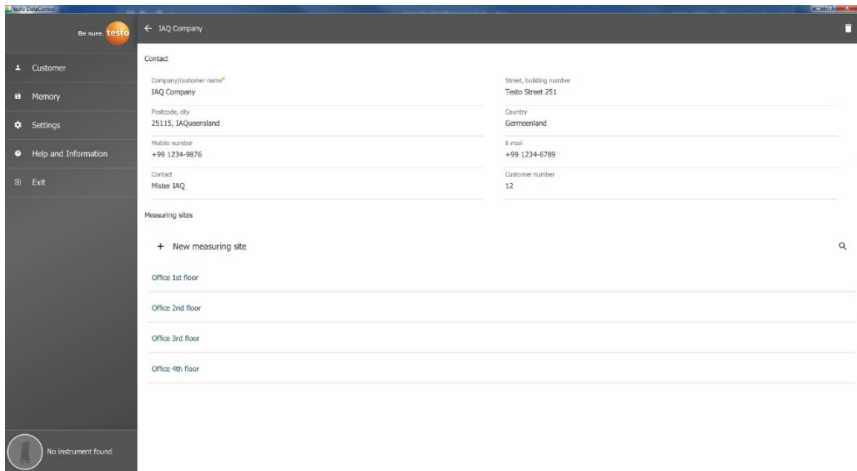 testo DataControl
Be sure. testo
IAQ Company
Customer
Memory
Settings
Help and Information
Exit
No instrument found
Contact
Company/customer name*
IAQ Company
Street, building number
Testo Street 251
Postcode, city
25115, IAQueensland
Country
Germeenland
Mobile number
+99 1234-9876
E-mail
+99 1234-6789
Contact
Mister IAQ
Customer number
12
Measuring sites
+ New measuring site
Office 1st floor
Office 2nd floor
Office 3rd floor
Office 4th floor